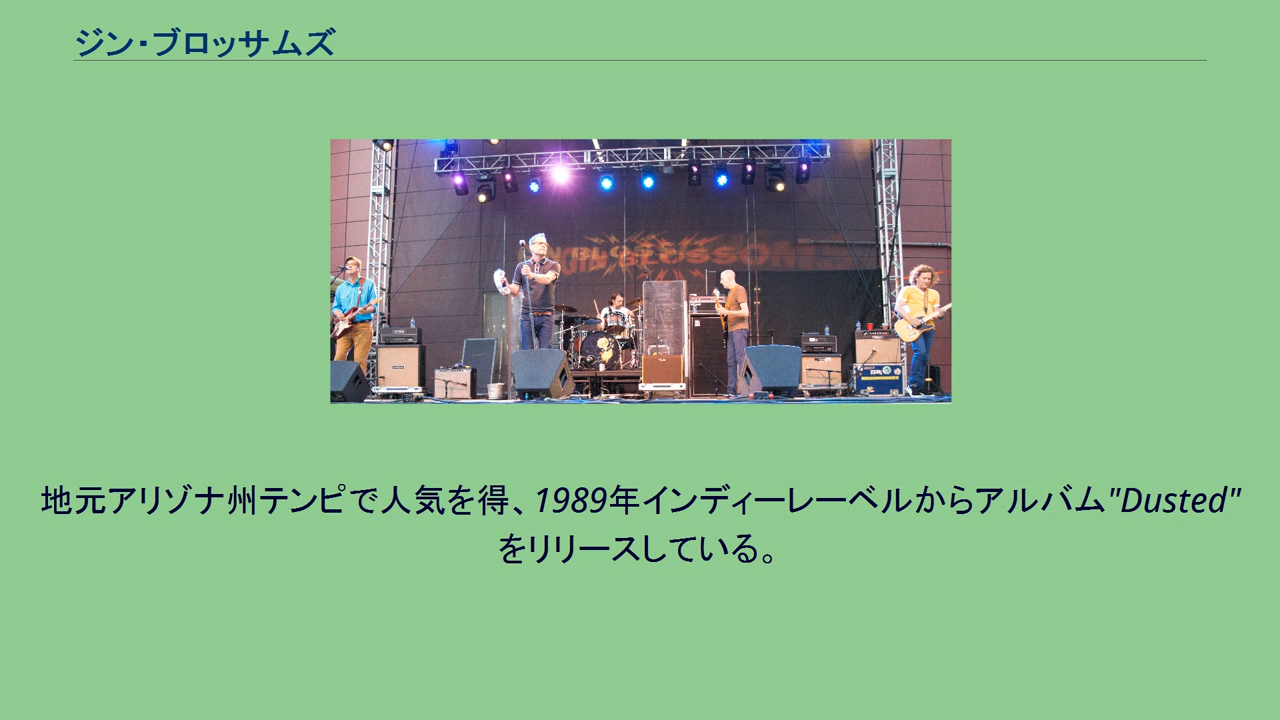 ジン・ブロッサムズ
地元アリゾナ州テンピで人気を得、1989年インディーレーベルからアルバム"Dusted"
をリリースしている。